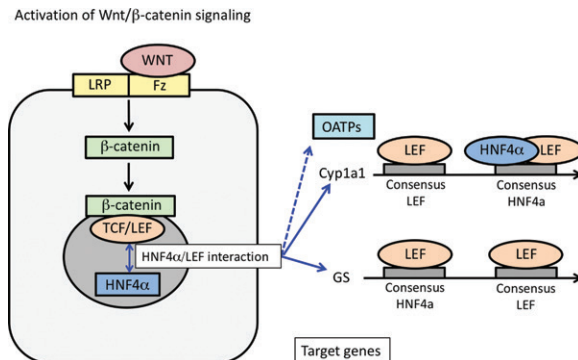 Activation of Wnt/β-catenin signaling
WNT
LRP
Fz
β-catenin
β-catenin
TCF/LEF
HNF4α/LEF interaction
HNF4α
OATPs
Cyp1a1
LEF
Consensus
LEF
HNF4α
LEF
Consensus
HNF4a
GS
LEF
Consensus
HNF4a
LEF
Consensus
LEF
Target genes